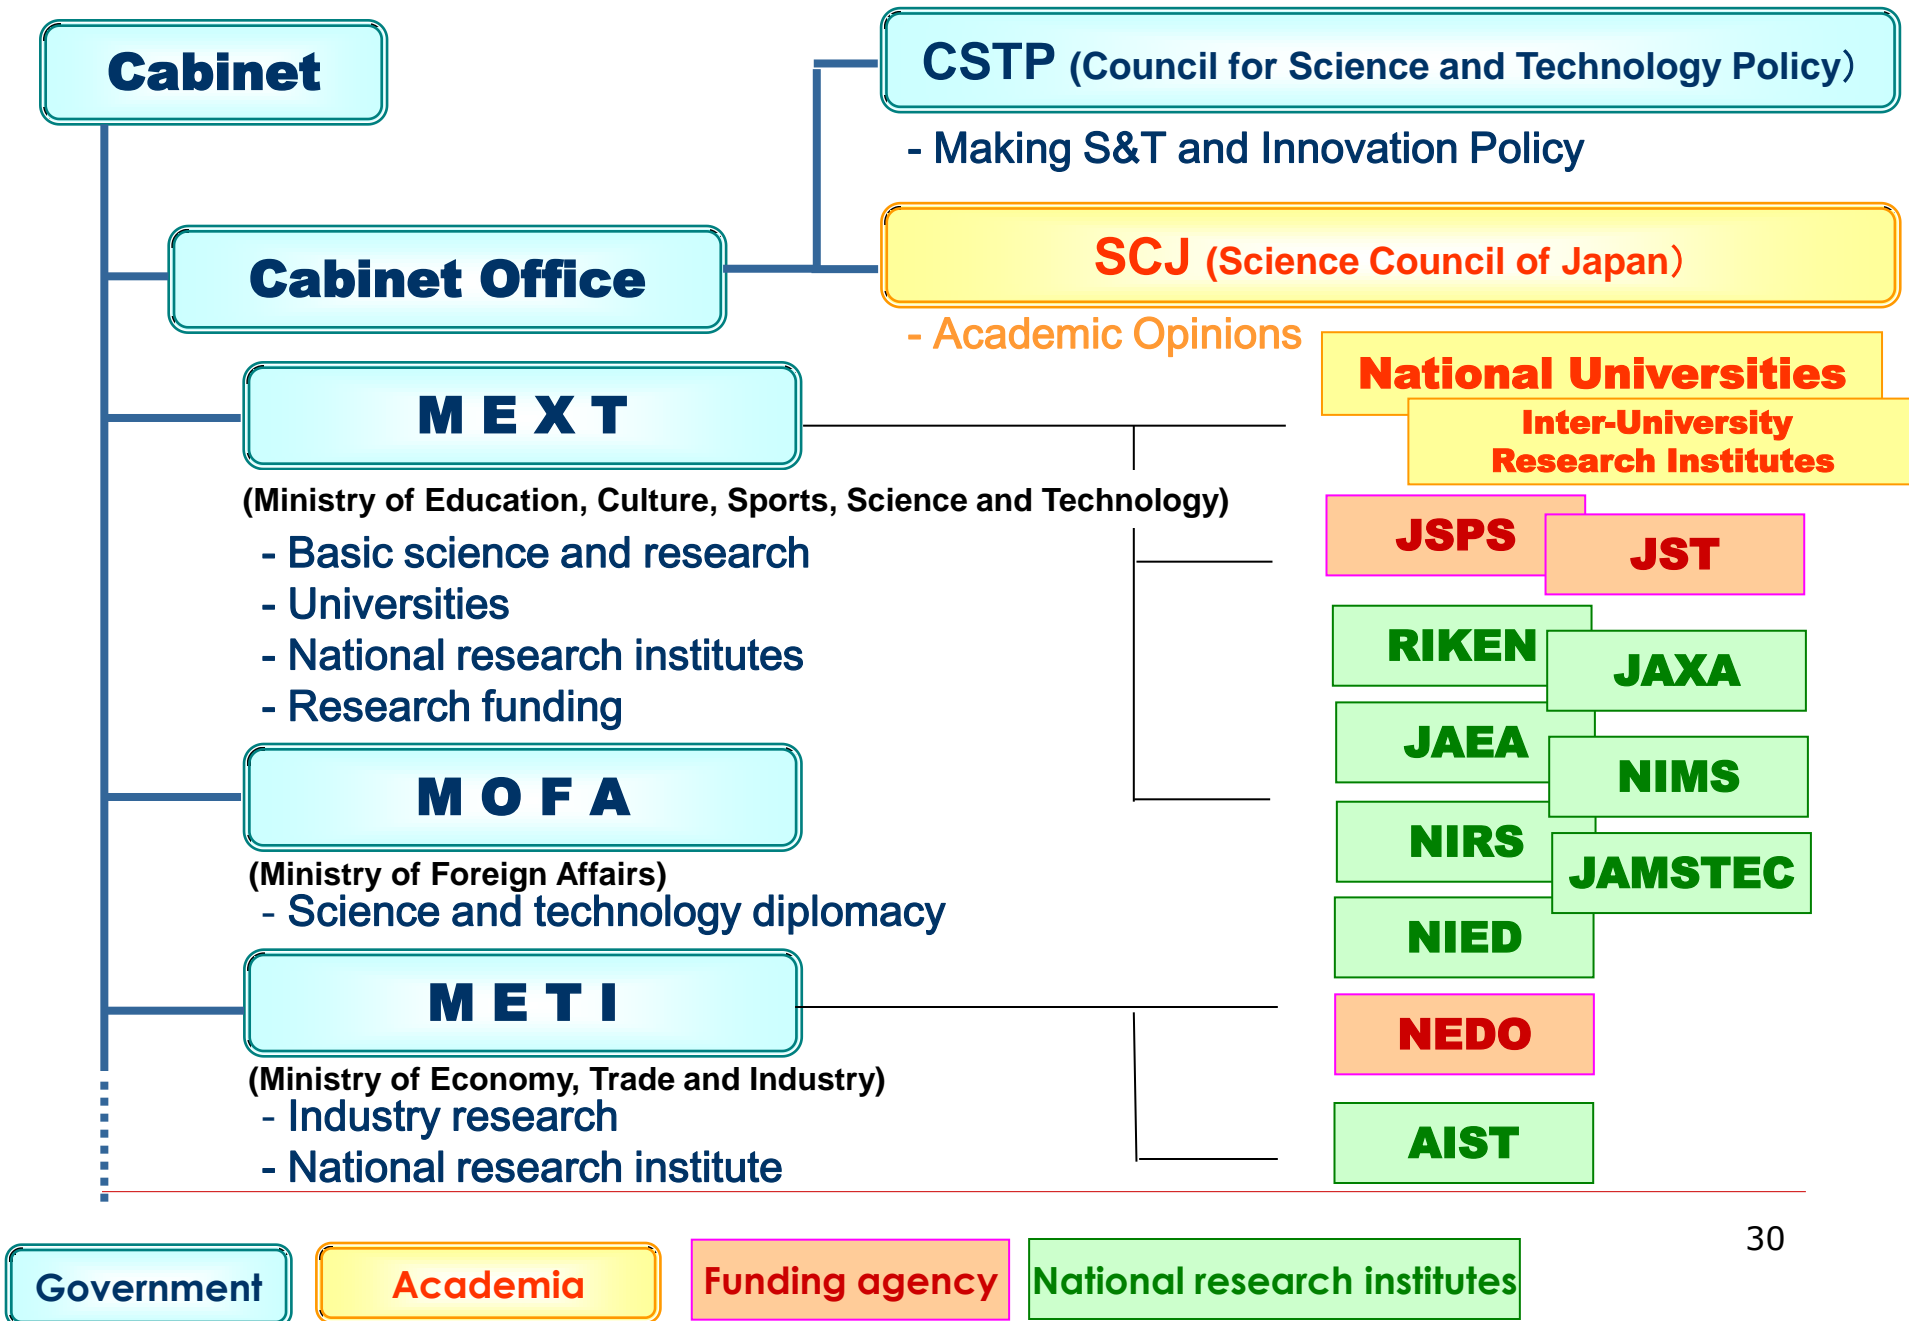 Cabinet
CSTP (Council for Science and Technology Policy）
- Making S&T and Innovation Policy
Cabinet Office
SCJ (Science Council of Japan）
- Academic Opinions
M E X T
(Ministry of Education, Culture, Sports, Science and Technology)
- Basic science and research
- Universities
- National research institutes
- Research funding
National Universities
Inter-University
Research Institutes
JSPS
JST
RIKEN
JAXA
JAEA
NIMS
NIRS
JAMSTEC
NIED
M O F A
(Ministry of Foreign Affairs)
- Science and technology diplomacy
M E T I
(Ministry of Economy, Trade and Industry)
- Industry research
- National research institute
NEDO
AIST
30
Government
Academia
Funding agency
National research institutes